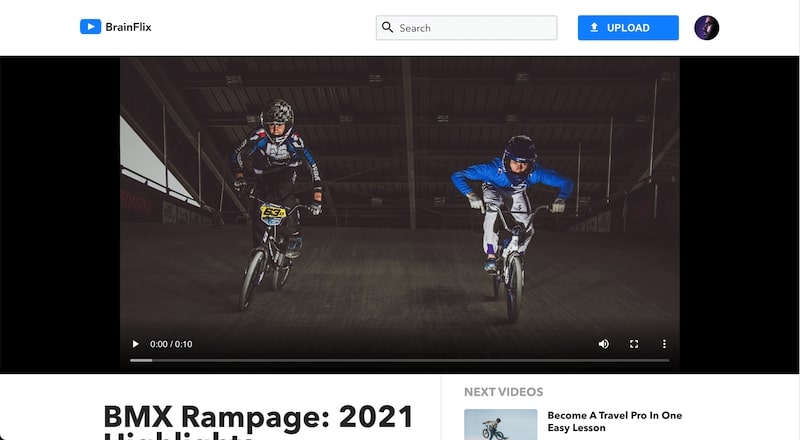 BrainFlix
Search
UPLOAD
63
0:00 / 0:10
BMX Rampage: 2021
Highlights
NEXT VIDEOS
Become A Travel Pro In One
Easy Lesson